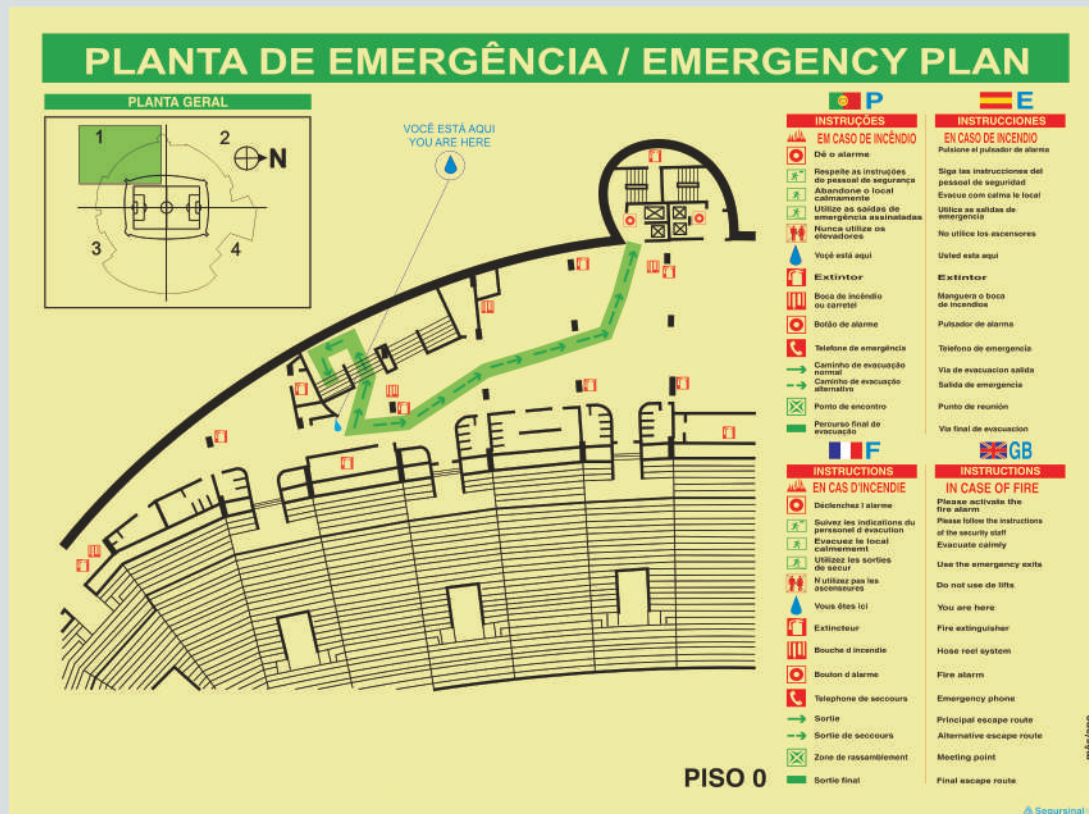 PLANTA DE EMERGÊNCIA / EMERGENCY PLAN
PLANTA GERAL
1
2
N
3
4
VOCÊ ESTÁ AQUI
YOU ARE HERE
P
INSTRUÇÕES
EM CASO DE INCÊNDIO
Dê o alarme
Respeite as instruções
do pessoal de segurança
Abandone o local
calmamente
Utilize as saídas de
emergência assinaladas
Nunca utilize os
elevadores
Voçê está aqui
Extintor
Boca de incêndio
ou carretel
Botão de alarme
Telefone de emergência
Caminho de evacuação
normal
Caminho de evacuação
alternativo
Ponto de encontro
Percurso final de
evacuação
E
INSTRUCCIONES
EN CASO DE INCENDIO
Pulsione el pulsador de alarma
Siga las instrucciones del
pessoal de seguridad
Evacue com calma le local
Utilice as salidas de
emergencia
No utilice los ascensores
Usted esta aqui
Extintor
Manguera o boca
de incendios
Pulsador de alarma
Telefono de emergencia
Via de evacuacion salida
Salida de emergencia
Punto de reunión
Via final de evacuacion
F
INSTRUCTIONS
EN CAS D'INCENDIE
Déclenchez l alarme
Suivez les indications du
perssonel d évacution
Evacuez le local
calmememt
Utilizez les sorties
de secur
N utilizez pas les
ascenseures
Vous êtes ici
Extincteur
Bouche d incendie
Boulon d alarme
Telephone de seccours
Sortie
Sortie de seccours
Zone de rassamblement
Sortie final
GB
INSTRUCTIONS
IN CASE OF FIRE
Please activate the
fire alarm
Please follow the instructions
of the security staff
Evacuate calmly
Use the emergency exits
Do not use de lifts
You are here
Fire extinguisher
Hose reel system
Fire alarm
Emergency phone
Principal escape route
Alternative escape route
Meeting point
Final escape route
PISO 0
Segursinal